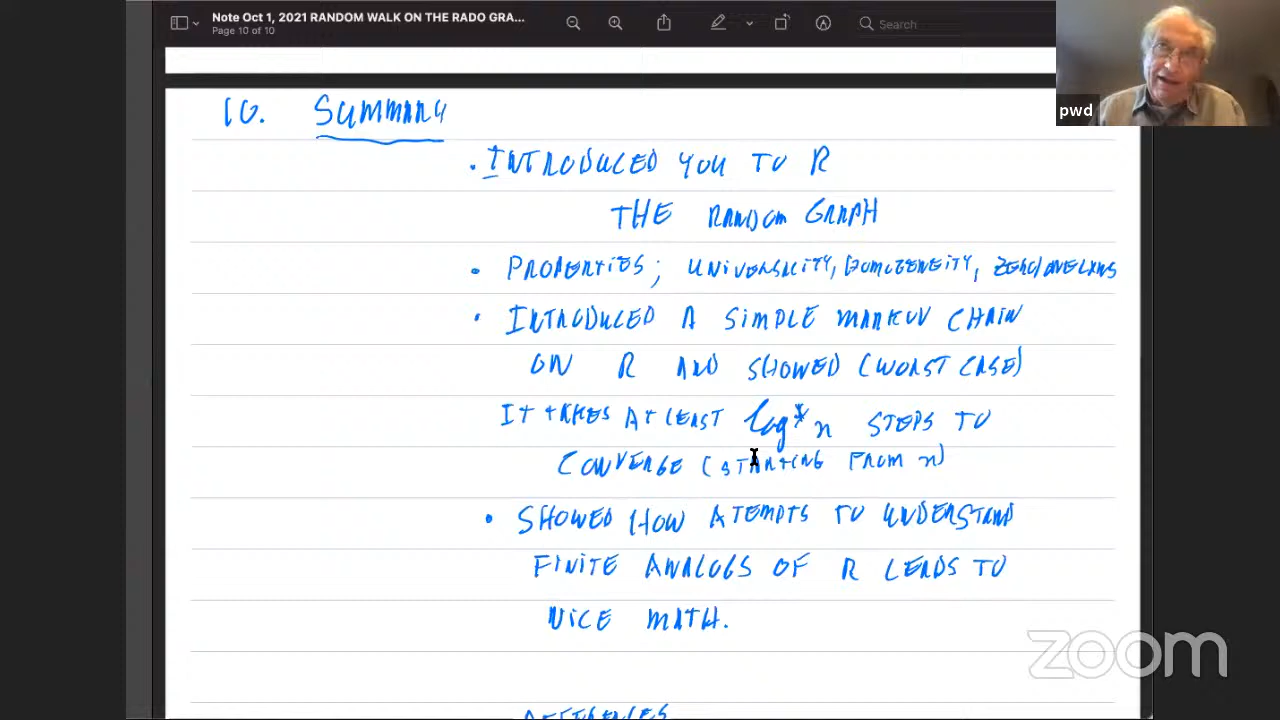 Note Oct 1, 2021 RANDOM WALK ON THE RADO GRA...
Page 10 of 10
Search
pwd
10. SUMMARY
• INTRODUCED YOU TO R
THE RANDOM GRAPH
• PROPERTIES; UNIVERSALITY, HOMOGENEITY, ZERO/ONE LAWS
• INTRODUCED A SIMPLE MARKOV CHAIN
ON R AND SHOWED (WORST CASE)
IT TAKES AT LEAST log* n STEPS TO
CONVERGE (STARTING FROM n)
• SHOWED HOW ATEMPTS TO UNDERSTAND
FINITE ANALOGS OF R LEADS TO
NICE MATH.
zoom
REFERENCES